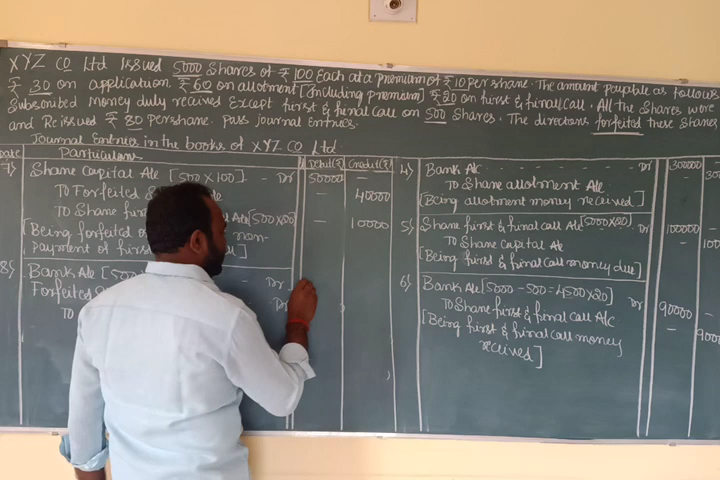 XYZ CO Ltd Issued 5000 Shares of ₹ 100 Each at a premium of ₹ 10 per share. The amount payable as follows
₹ 30 on application ₹ 60 on allotment [Including premium] ₹ 20 on first & final call. All the Shares were
Subscribed Money duly received Except first & final call on 500 Shares. The directors forfeited these Shares
and Re issued ₹ 80 per share. Pass journal Entries.
Journal Entries in the books of XYZ CO Ltd.
Date Particulars Debit (₹) Credit (₹)
7) Share Capital A/c [500 X 100] - Dr 50000 -
To Forfeited - 40000
To Share A/c [500 X 20] - 10000
[Being forfeited non-
payment of ]
8) Bank A/c [500 - Dr
Forfeited Dr
To
4) Bank A/c - - - - - Dr 300000 -
To Share allotment A/c - 
[Being allotment money received]
5) Share first & final call A/c [5000 X 20] Dr 100000 -
To Share Capital A/c -
[Being first & final call money due]
6) Bank A/c [5000 - 500 = 4500 X 20] Dr 90000 -
To Share first & final call A/c -
[Being first & final call money
received]